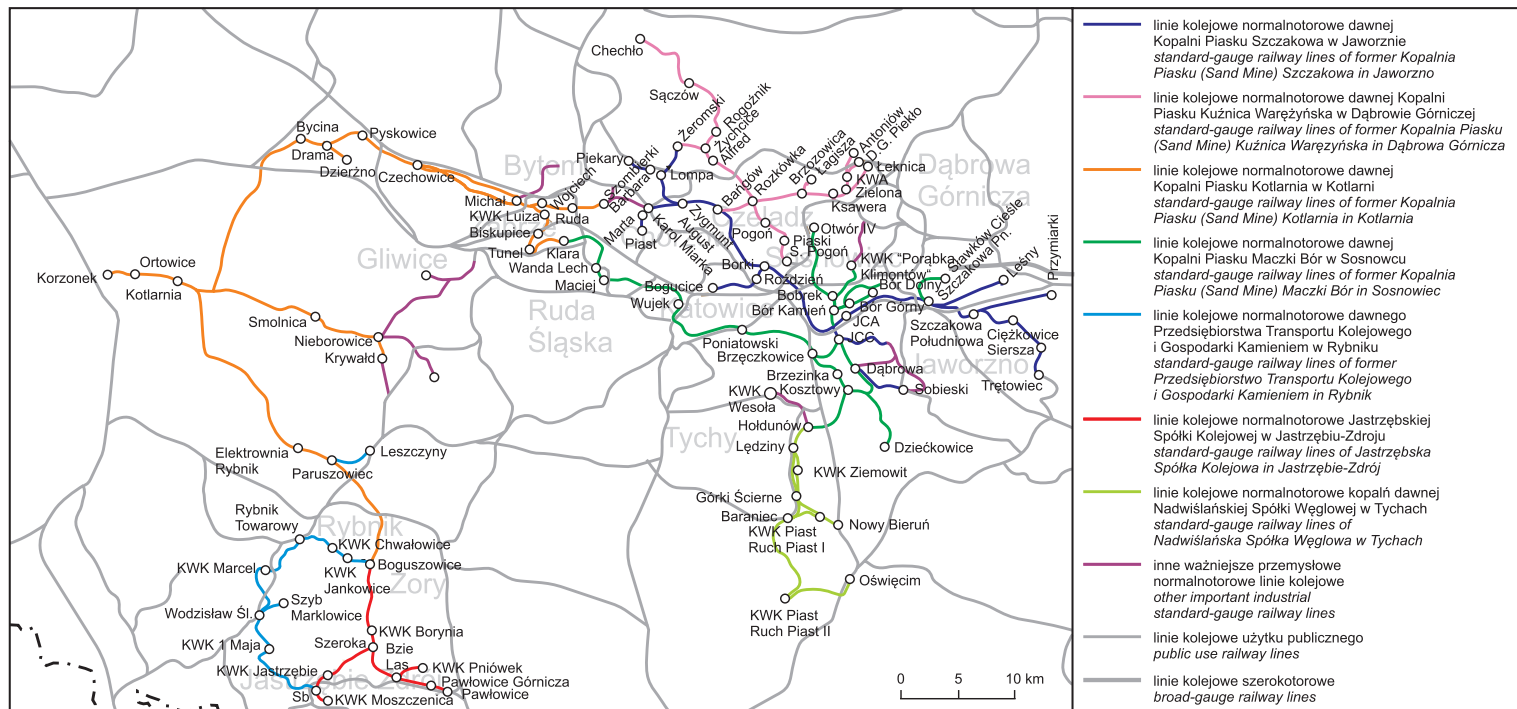 Chechło
Sączów
Żeromski
Rogoźnik
Żychcice
Alfred
Bycina
Pyskowice
Drama
Dzierżno
Czechowice
Bytom
Piekary
Szombierki
Barbara
Lompa
Bańgów
Rozkówka
Brzozowica
Łagisza
Antoniów
D. G. Piekło
Łeknica
KWA
Zielona
Ksawera
Dąbrowa
Górnicza
Michał
Wojciech
KWK Luiza
Ruda
Biskupice
Tunel
Klara
Marta
Piast
Karol Miarka
August
Zygmunt
Pogoń
Czeladź
Piaski
S. Pogoń
Otwór IV
KWK "Porąbka
Klimontów"
Sławków Cieśle
Szczakowa Pn.
Leśny
Przymiarki
Gliwice
Wanda Lech
Maciej
Bogucice
Wujek
Borki
Roździeń
Bobrek
Bór Dolny
Bór Kamień
Bór Górny
JCA
JCG
Korzonek
Ortowice
Kotlarnia
Ruda
Śląska
Katowice
Smolnica
Nieborowice
Krywałd
Poniatowski
Brzęczkowice
Szczakowa
Południowa
Ciężkowice
Siersza
Trętowiec
Jaworzno
Brzezinka
Kosztowy
Dąbrowa
Sobieski
KWK
Wesoła
Hołdunów
Tychy
Lędziny
Dziećkowice
KWK Ziemowit
Elektrownia
Rybnik
Paruszowiec
Leszczyny
Górki Ścierne
Baraniec
KWK Piast
Ruch Piast I
Nowy Bieruń
Rybnik
Towarowy
Rybnik
KWK Chwałowice
KWK
Jankowice
Boguszowice
KWK Marcel
Żory
Oświęcim
KWK Piast
Ruch Piast II
Szyb
Marklowice
Wodzisław Śl.
KWK 1 Maja
KWK Borynia
Szeroka
Bzie
Las
KWK Pniówek
KWK Jastrzębie
Pawłowice Górnicza
Pawłowice
Jastrzębie Zdrój
Sb
KWK Moszczenica
0 5 10 km
linie kolejowe normalnotorowe dawnej
Kopalni Piasku Szczakowa w Jaworznie
standard-gauge railway lines of former Kopalnia
Piasku (Sand Mine) Szczakowa in Jaworzno
linie kolejowe normalnotorowe dawnej Kopalni
Piasku Kuźnica Warężyńska w Dąbrowie Górniczej
standard-gauge railway lines of former Kopalnia Piasku
(Sand Mine) Kuźnica Waręzyńska in Dąbrowa Górnicza
linie kolejowe normalnotorowe dawnej
Kopalni Piasku Kotlarnia w Kotlarni
standard-gauge railway lines of former Kopalnia
Piasku (Sand Mine) Kotlarnia in Kotlarnia
linie kolejowe normalnotorowe dawnej
Kopalni Piasku Maczki Bór w Sosnowcu
standard-gauge railway lines of former Kopalnia
Piasku (Sand Mine) Maczki Bór in Sosnowiec
linie kolejowe normalnotorowe dawnego
Przedsiębiorstwa Transportu Kolejowego
i Gospodarki Kamieniem w Rybniku
standard-gauge railway lines of former
Przedsiębiorstwo Transportu Kolejowego
i Gospodarki Kamieniem in Rybnik
linie kolejowe normalnotorowe Jastrzębskiej
Spółki Kolejowej w Jastrzębiu-Zdroju
standard-gauge railway lines of Jastrzębska
Spółka Kolejowa in Jastrzębie-Zdrój
linie kolejowe normalnotorowe kopalń dawnej
Nadwiślańskiej Spółki Węglowej w Tychach
standard-gauge railway lines of
Nadwiślańska Spółka Węglowa w Tychach
inne ważniejsze przemysłowe
normalnotorowe linie kolejowe
other important industrial
standard-gauge railway lines
linie kolejowe użytku publicznego
public use railway lines
linie kolejowe szerokotorowe
broad-gauge railway lines